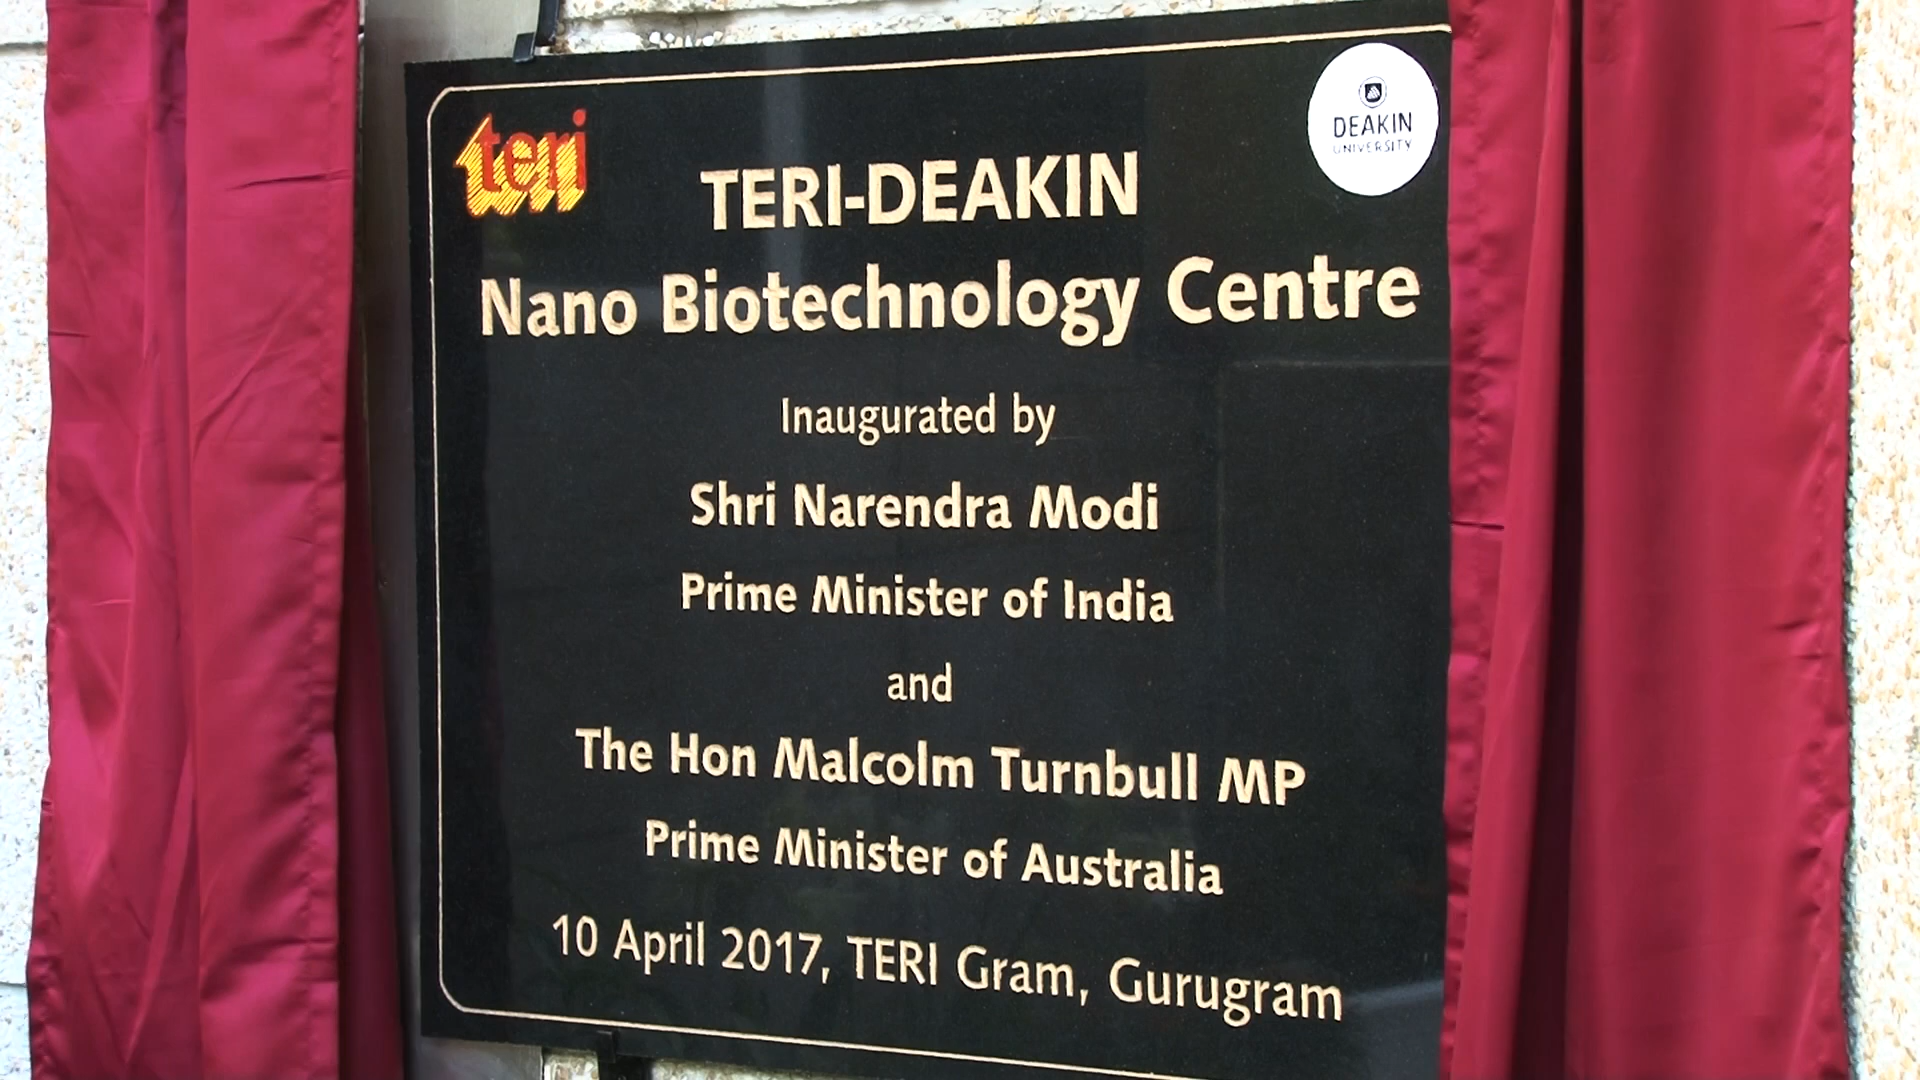 teri
DEAKIN
UNIVERSITY
TERI-DEAKIN
Nano Biotechnology Centre
Inaugurated by
Shri Narendra Modi
Prime Minister of India
and
The Hon Malcolm Turnbull MP
Prime Minister of Australia
10 April 2017, TERI Gram, Gurugram